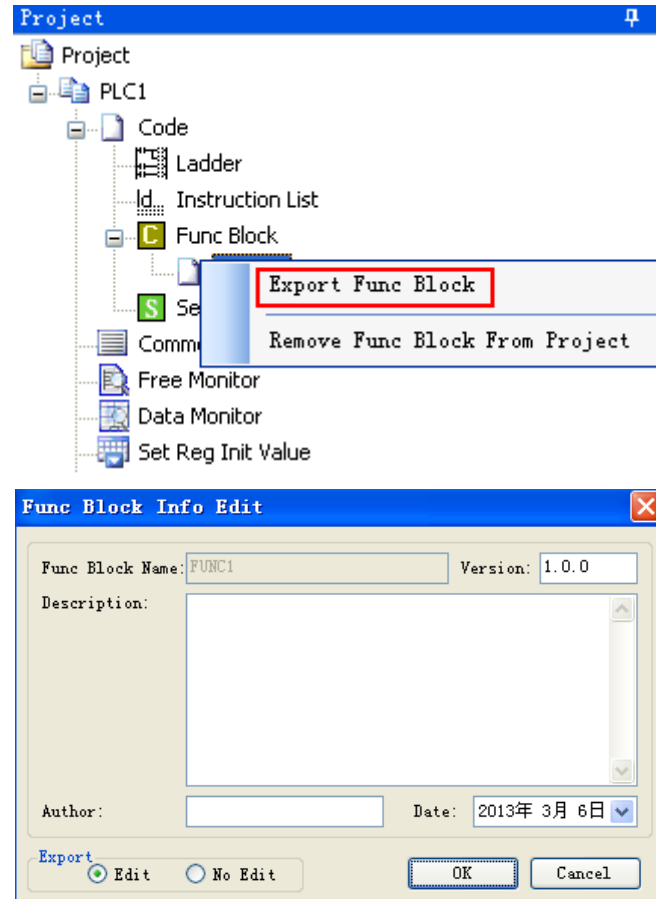 Project
Project
PLC1
Code
Ladder
Instruction List
Func Block
Export Func Block
Se
Remove Func Block From Project
Comm
Free Monitor
Data Monitor
Set Reg Init Value
Func Block Info Edit
Func Block Name: FUNC1 Version: 1.0.0
Description:
Author: Date: 2013年 3月 6日
Export
Edit No Edit OK Cancel